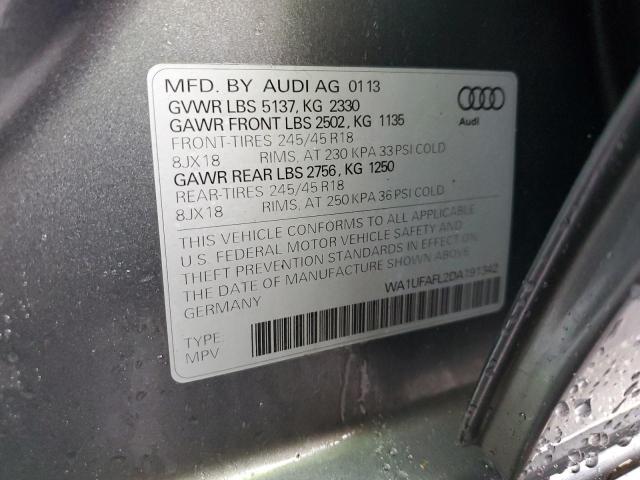 MFD. BY AUDI AG 01 13
GVWR LBS 5137, KG 2330
GAWR FRONT LBS 2502, KG 1135
FRONT-TIRES 245/45 R18
8JX18 RIMS, AT 230 KPA 33 PSI COLD
GAWR REAR LBS 2756, KG 1250
REAR-TIRES 245/45 R18
8JX18 RIMS, AT 250 KPA 36 PSI COLD
Audi
THIS VEHICLE CONFORMS TO ALL APPLICABLE
U.S. FEDERAL MOTOR VEHICLE SAFETY AND
THEFT PREVENTION STANDARDS IN EFFECT ON
THE DATE OF MANUFACTURE SHOWN ABOVE
GERMANY
WA1UFAFL2DA191342
TYPE:
MPV